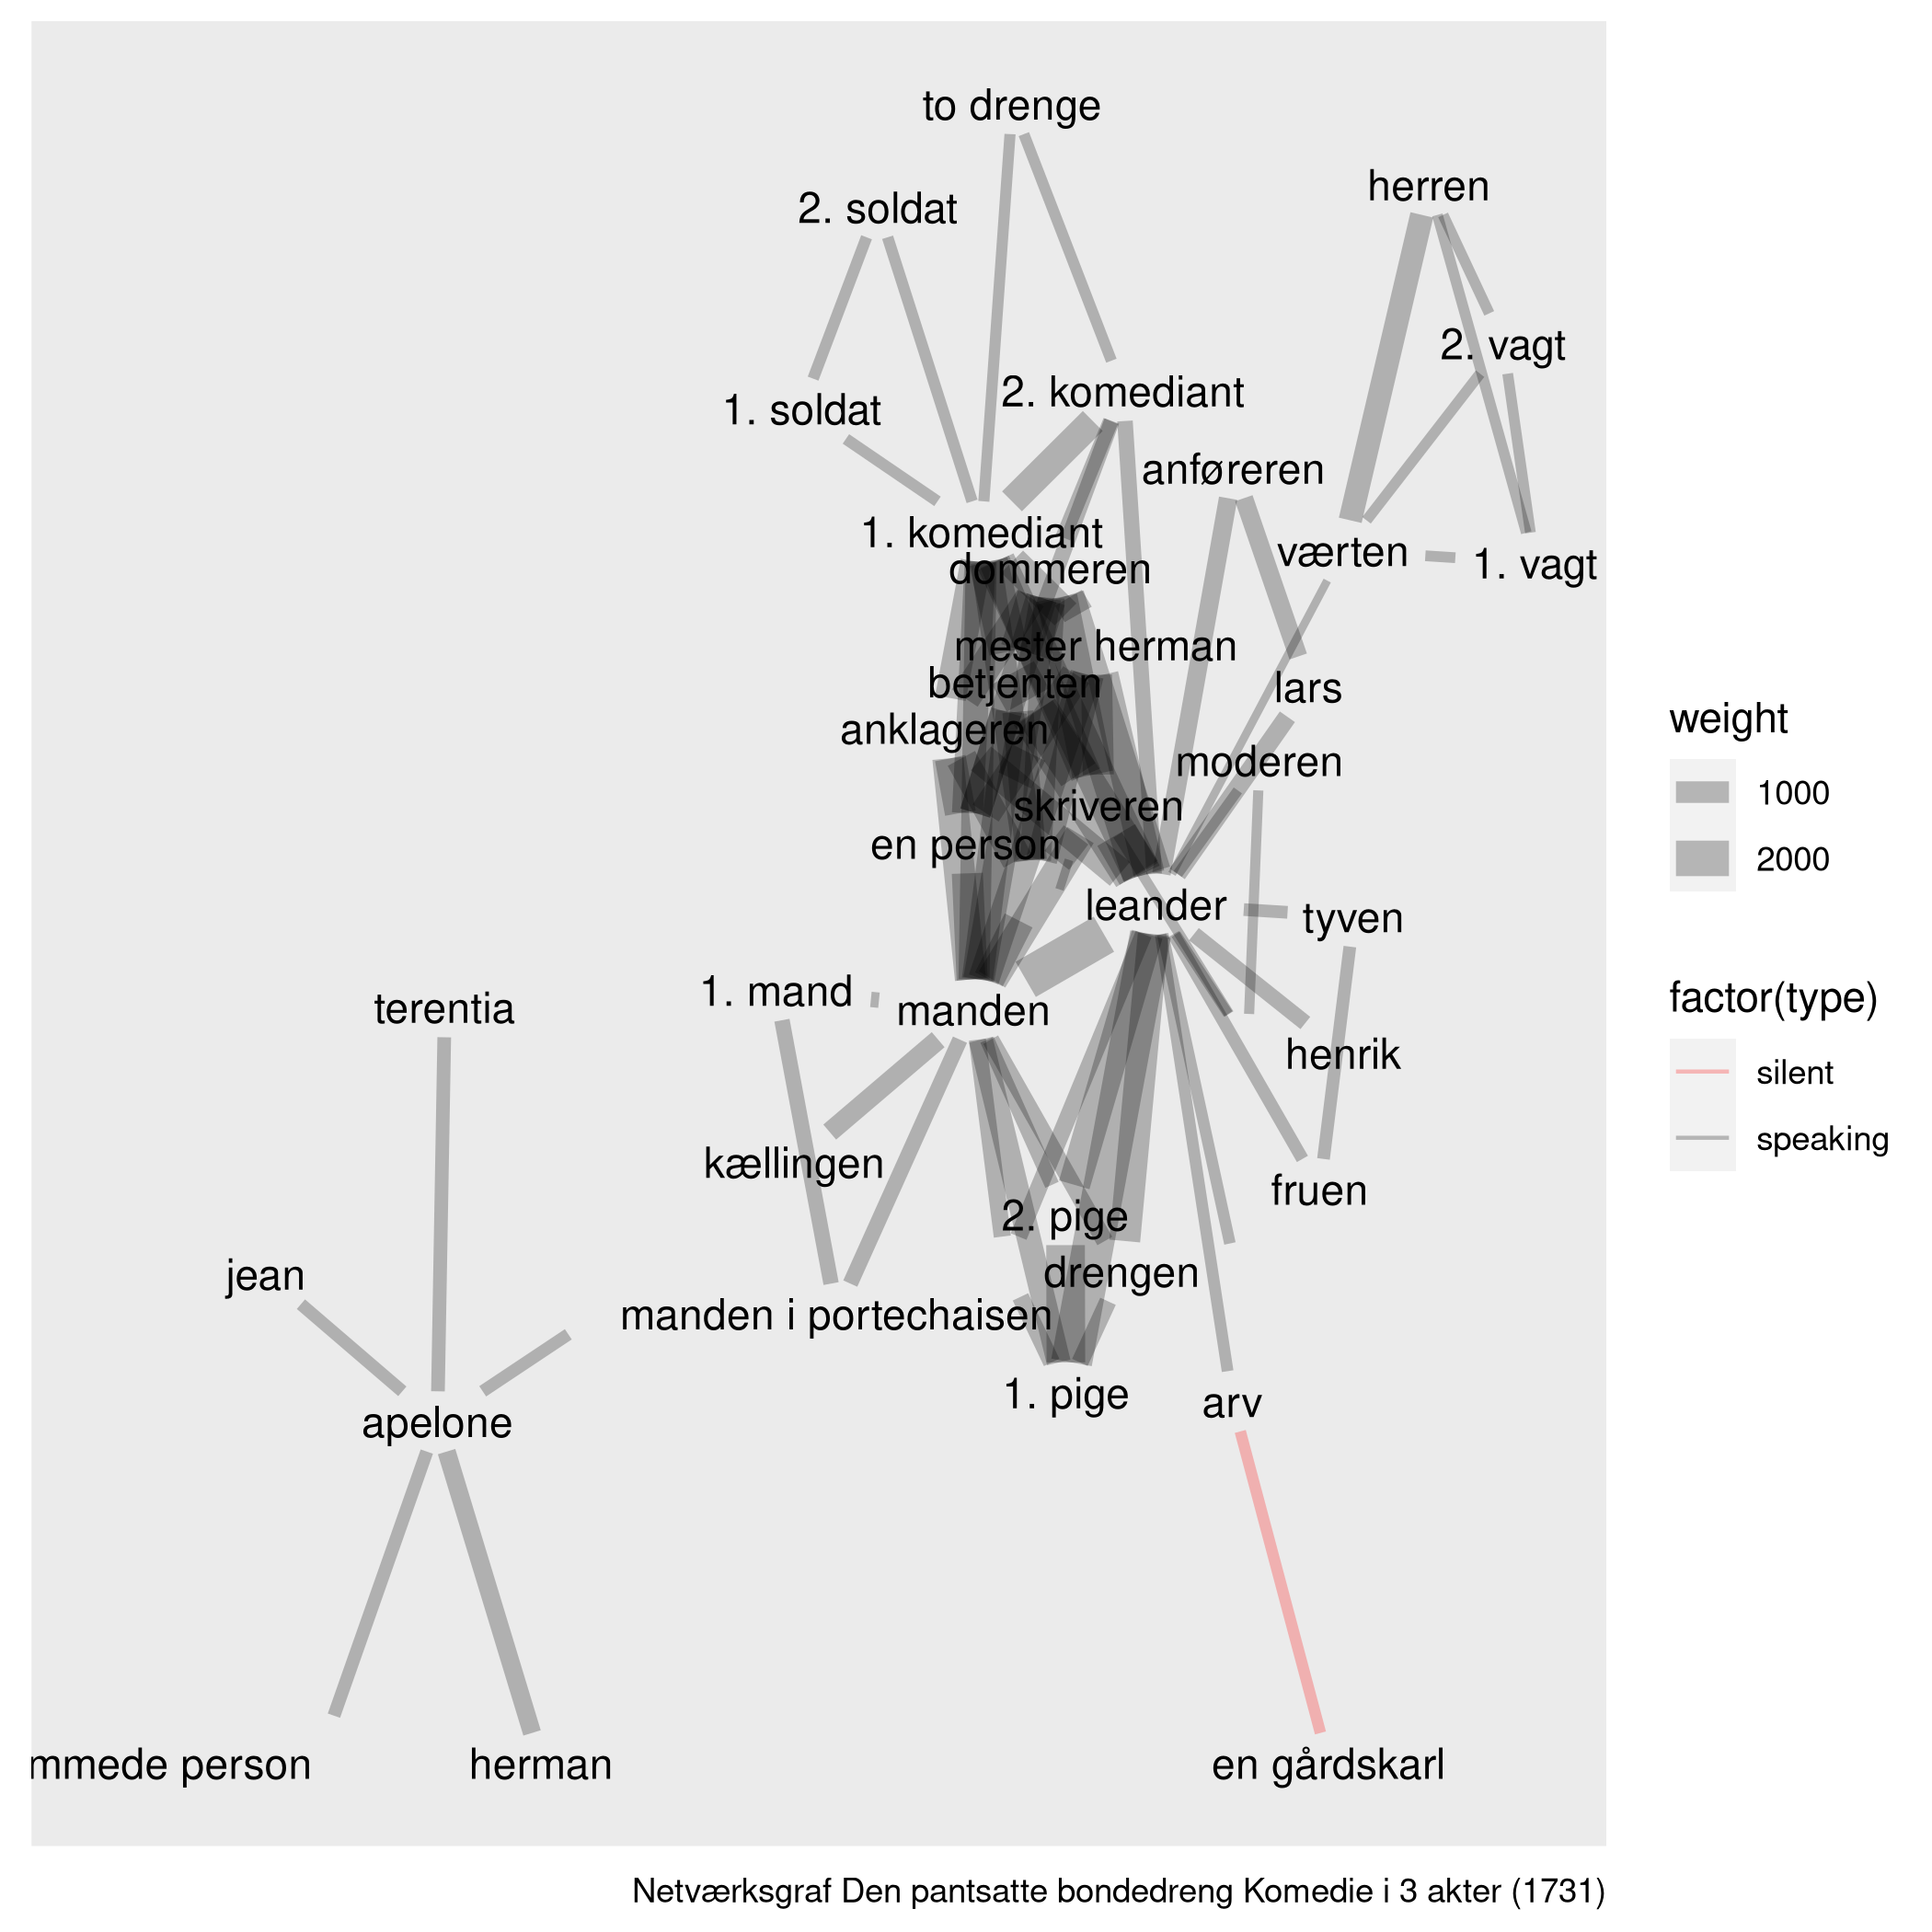 to drenge
herren
2. soldat
2. vagt
2. komediant
1. soldat
anføreren
1. komediant
værten
1. vagt
dommeren
mester herman
betjenten
lars
anklageren
moderen
skriveren
en person
leander
tyven
1. mand
manden
terentia
henrik
kællingen
fruen
2. pige
jean
drengen
manden i portechaisen
1. pige
arv
apelone
mmede person
herman
en gårdskarl
weight
1000
2000
factor(type)
silent
speaking
Netværksgraf Den pantsatte bondedreng Komedie i 3 akter (1731)